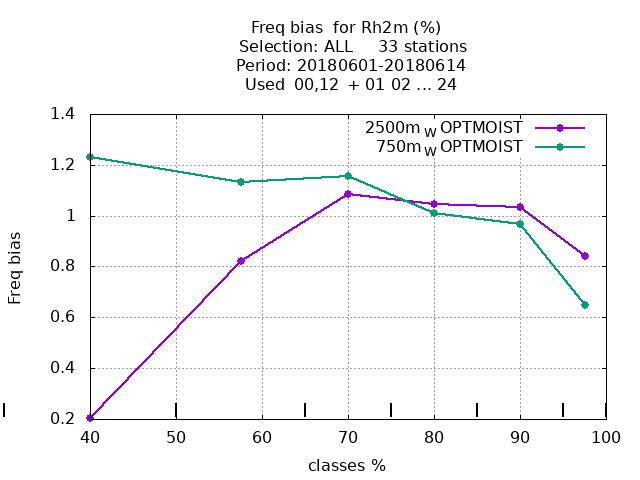 Freq bias  for Rh2m (%)
Selection: ALL     33 stations
Period: 20180601-20180614
Used  00,12  + 01 02 ... 24
2500m W OPTMOIST
750m W OPTMOIST
1.4
1.2
1
0.8
0.6
0.4
0.2
Freq bias
40 50 60 70 80 90 100
classes %